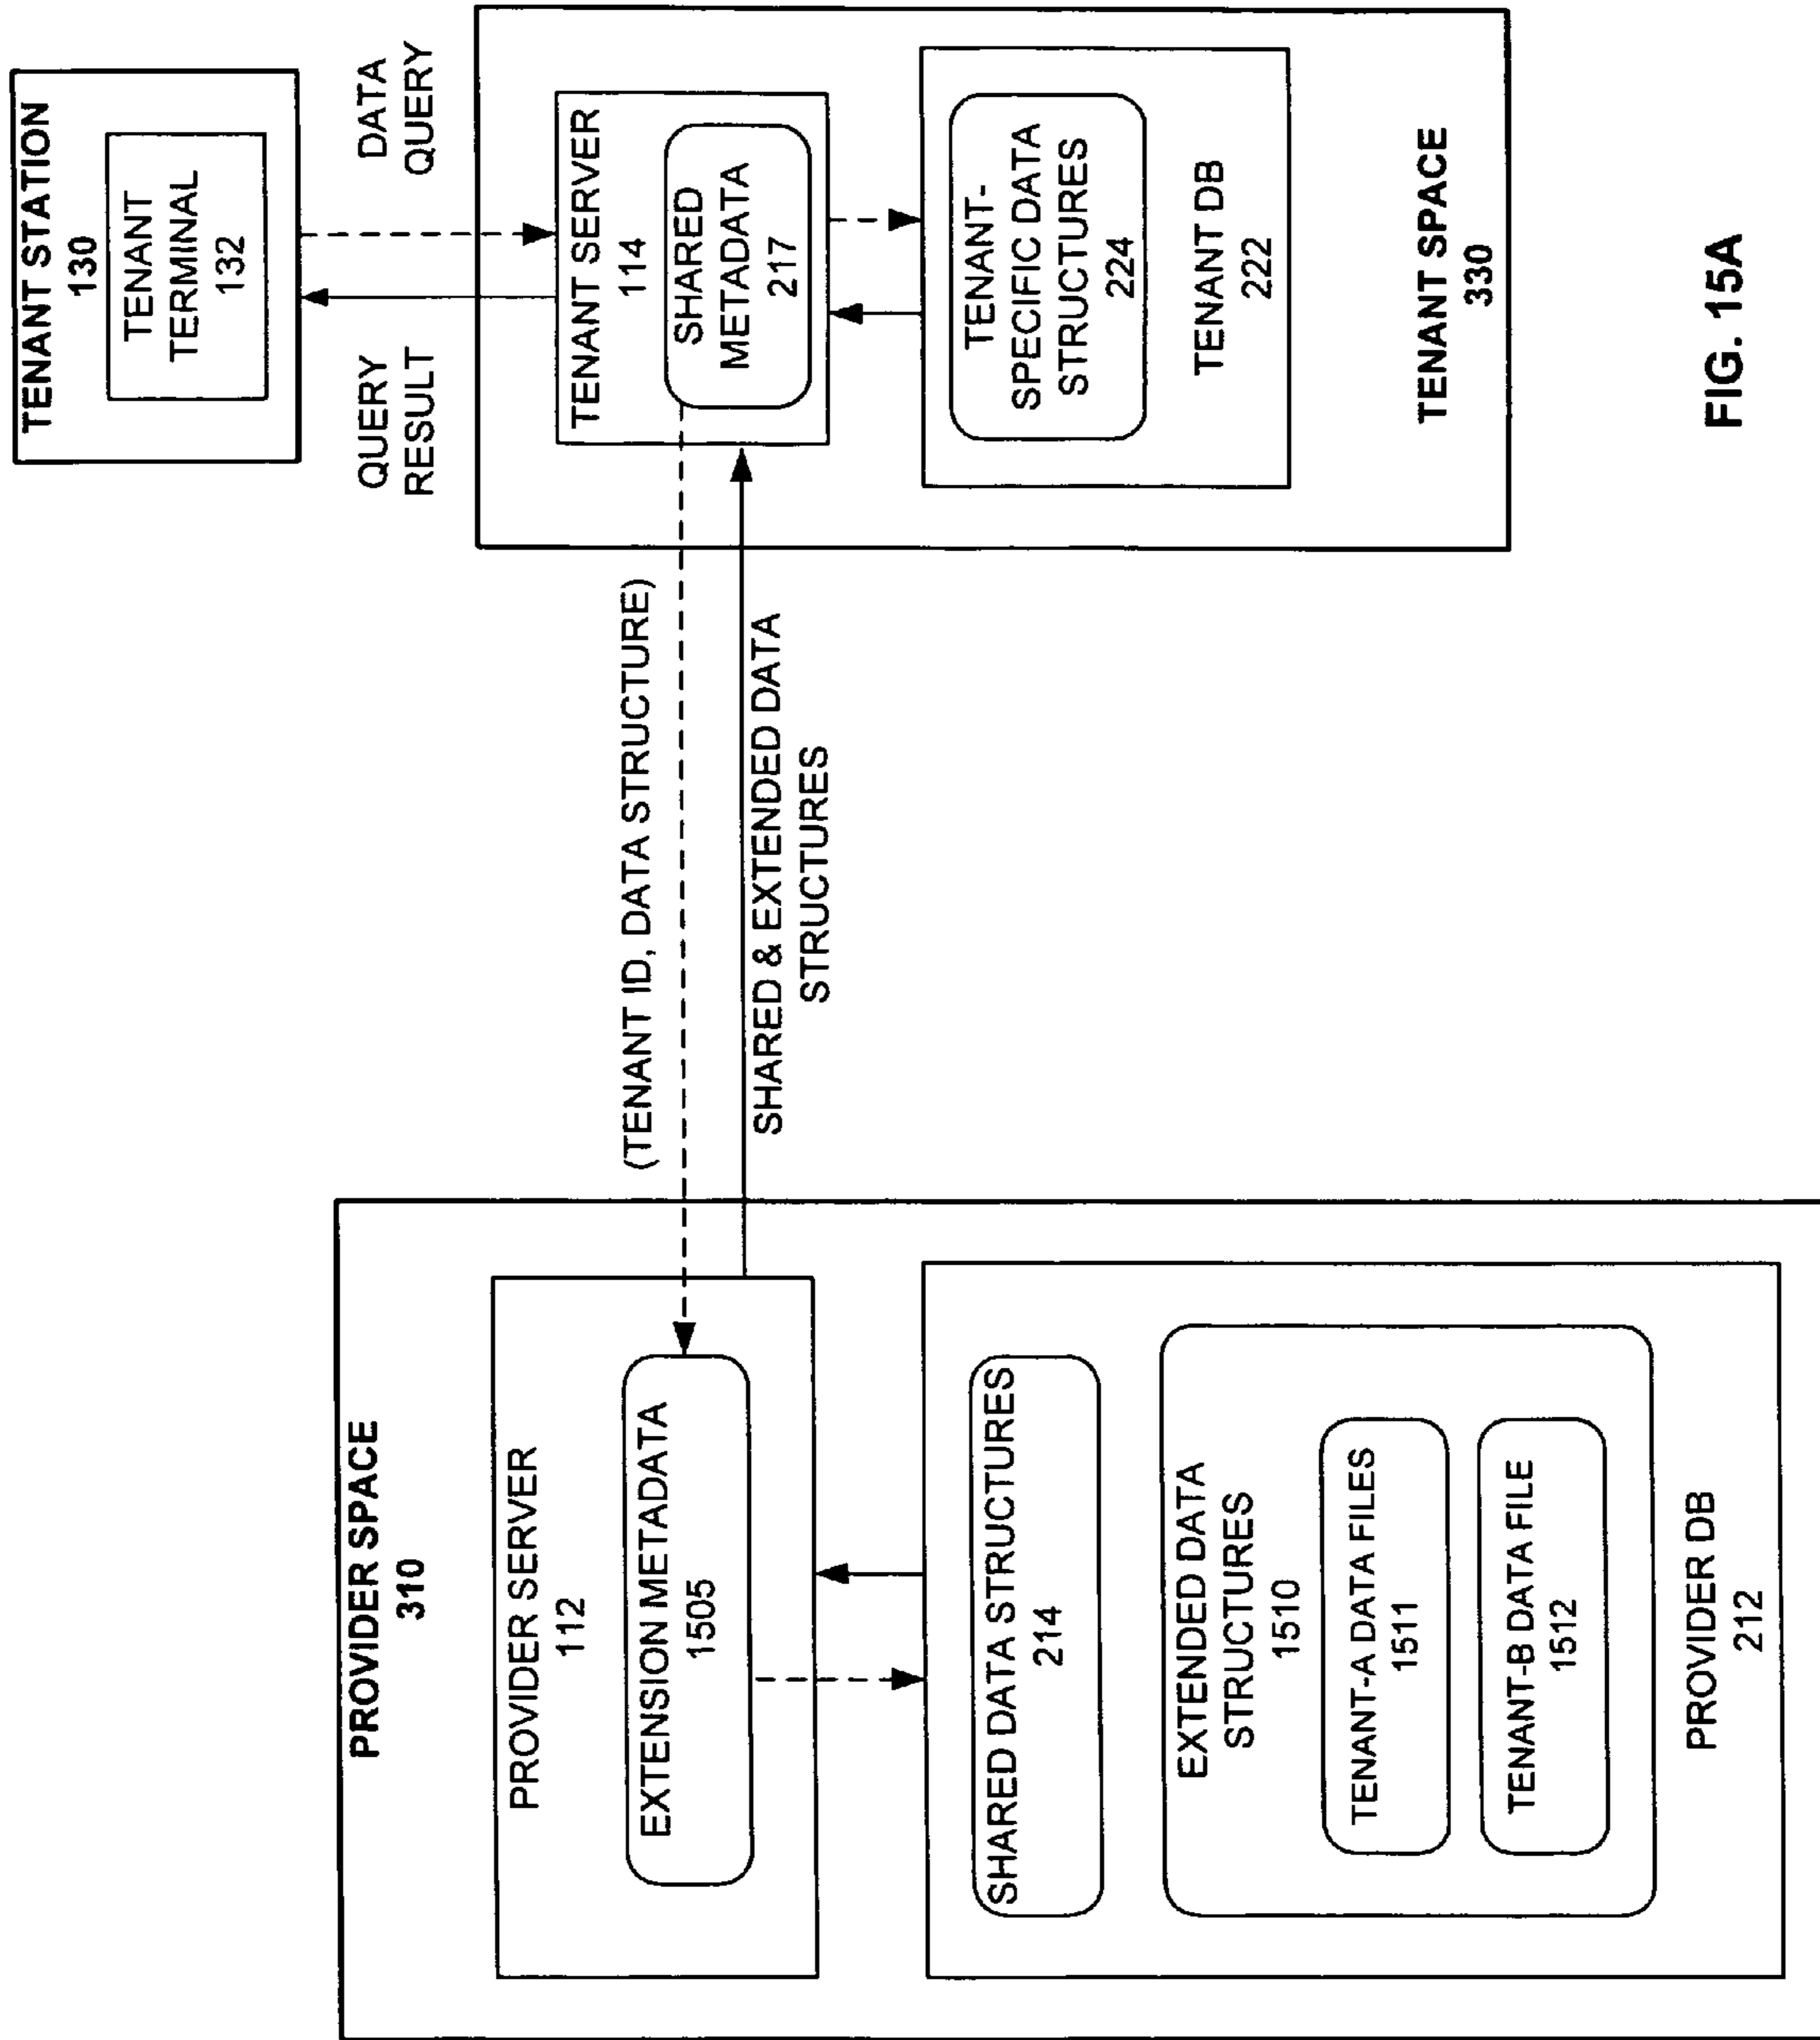 PROVIDER SPACE
310
PROVIDER SERVER
112
EXTENSION METADATA
1505
SHARED DATA STRUCTURES
214
EXTENDED DATA
STRUCTURES
1510
TENANT-A DATA FILES
1511
TENANT-B DATA FILE
1512
PROVIDER DB
212
(TENANT ID, DATA STRUCTURE)
SHARED & EXTENDED DATA
STRUCTURES
TENANT STATION
130
TENANT
TERMINAL
132
QUERY
RESULT
DATA
QUERY
TENANT SERVER
114
SHARED
METADATA
217
TENANT-
SPECIFIC DATA
STRUCTURES
224
TENANT DB
222
TENANT SPACE
330
FIG. 15A